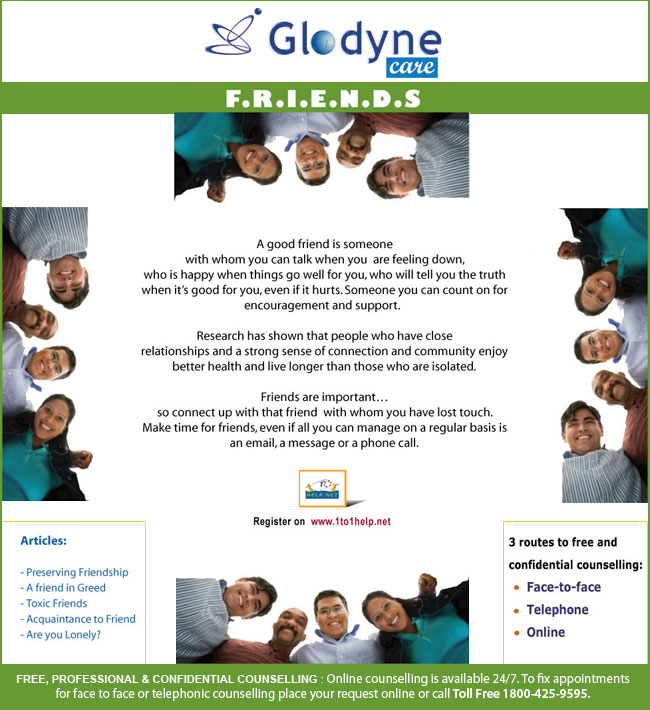 Glodyne
care
F.R.I.E.N.D.S
A good friend is someone
with whom you can talk when you are feeling down,
who is happy when things go well for you, who will tell you the truth
when it's good for you, even if it hurts. Someone you can count on for
encouragement and support.
Research has shown that people who have close
relationships and a strong sense of connection and community enjoy
better health and live longer than those who are isolated.
Friends are important…
so connect up with that friend with whom you have lost touch.
Make time for friends, even if all you can manage on a regular basis is
an email, a message or a phone call.
HELP.NET
Register on www.1to1help.net
Articles:
- Preserving Friendship
- A friend in Greed
- Toxic Friends
- Acquaintance to Friend
- Are you Lonely?
3 routes to free and
confidential counselling:
• Face-to-face
• Telephone
• Online
FREE, PROFESSIONAL & CONFIDENTIAL COUNSELLING : Online counselling is available 24/7. To fix appointments
for face to face or telephonic counselling place your request online or call Toll Free 1800-425-9595.